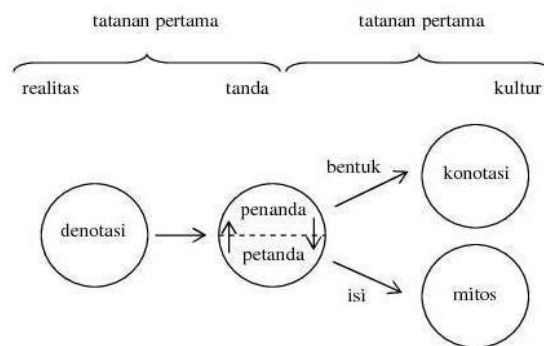 tatanan pertama tatanan pertama
realitas tanda kultur
bentuk
konotasi
penanda
denotasi
petanda
isi
mitos